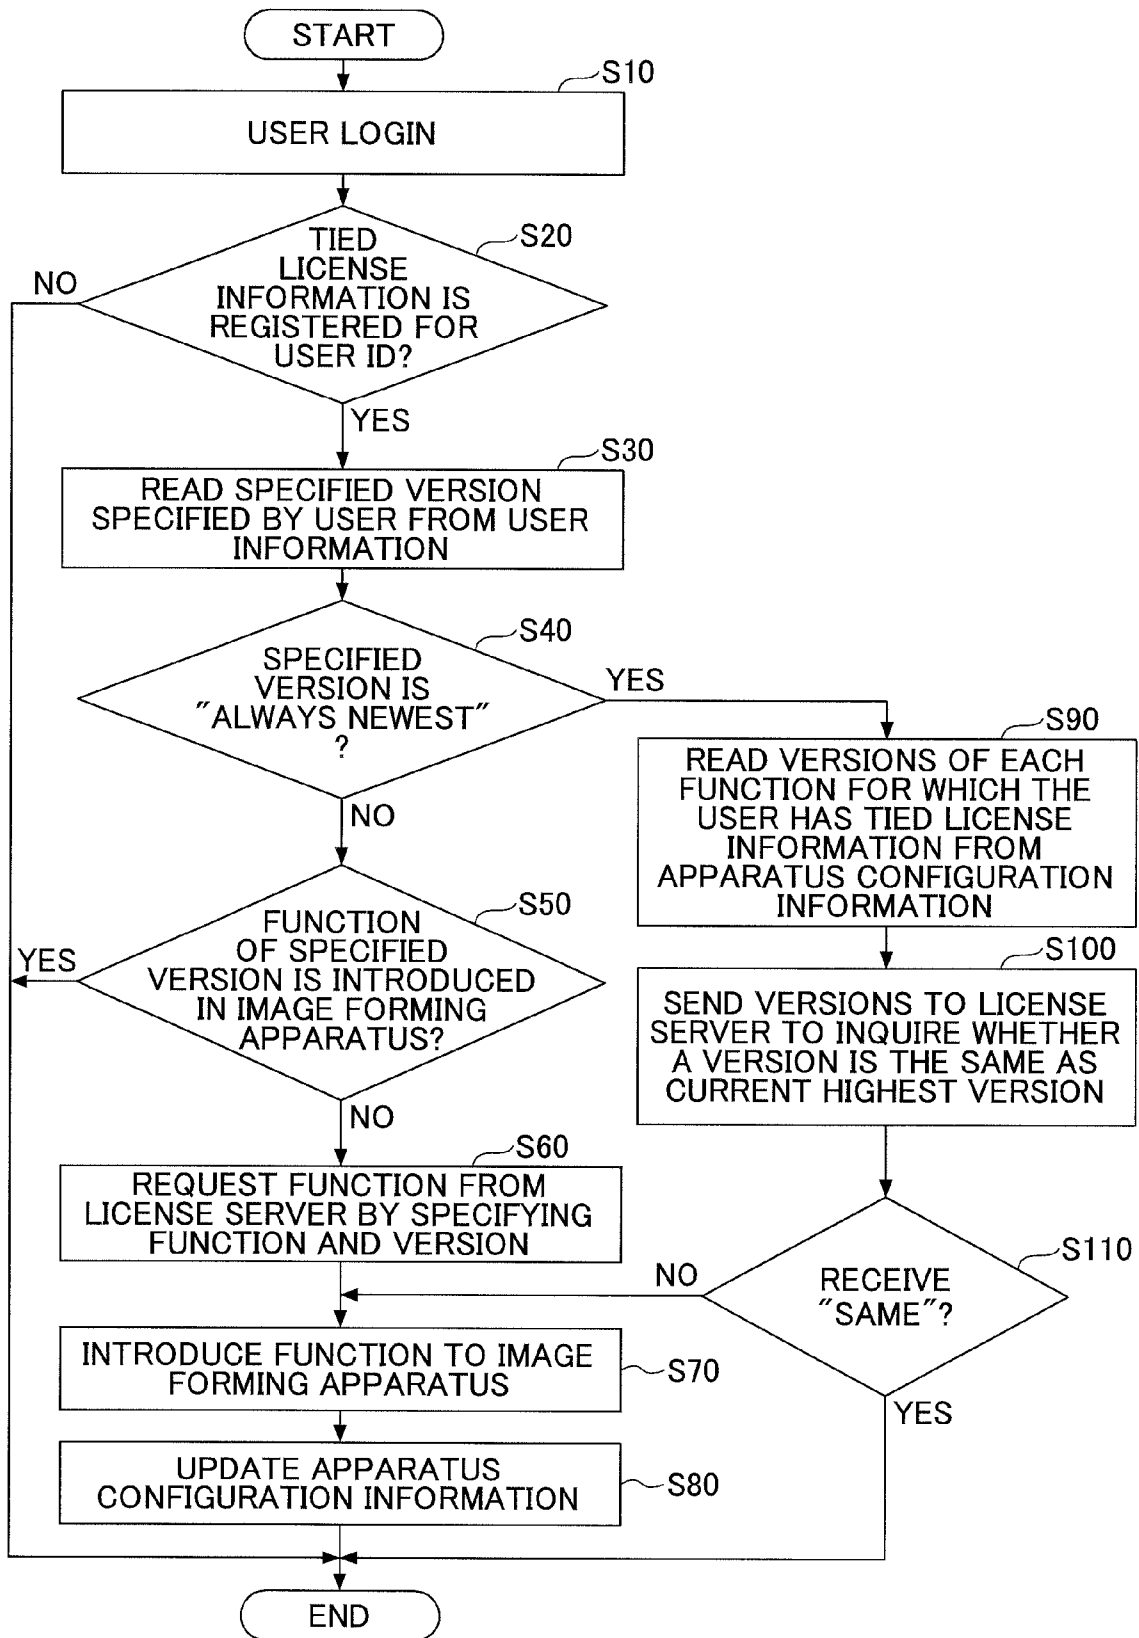 START
S10
USER LOGIN
S20
TIED
LICENSE
INFORMATION IS
REGISTERED FOR
USER ID?
NO
YES
S30
READ SPECIFIED VERSION
SPECIFIED BY USER FROM USER
INFORMATION
S40
SPECIFIED
VERSION IS
"ALWAYS NEWEST"
?
YES
NO
S90
READ VERSIONS OF EACH
FUNCTION FOR WHICH THE
USER HAS TIED LICENSE
INFORMATION FROM
APPARATUS CONFIGURATION
INFORMATION
S50
FUNCTION
OF SPECIFIED
VERSION IS INTRODUCED
IN IMAGE FORMING
APPARATUS?
YES
NO
S100
SEND VERSIONS TO LICENSE
SERVER TO INQUIRE WHETHER
A VERSION IS THE SAME AS
CURRENT HIGHEST VERSION
S60
REQUEST FUNCTION FROM
LICENSE SERVER BY SPECIFYING
FUNCTION AND VERSION
S110
RECEIVE
"SAME"?
NO
YES
INTRODUCE FUNCTION TO IMAGE
FORMING APPARATUS
S70
UPDATE APPARATUS
CONFIGURATION INFORMATION
S80
END